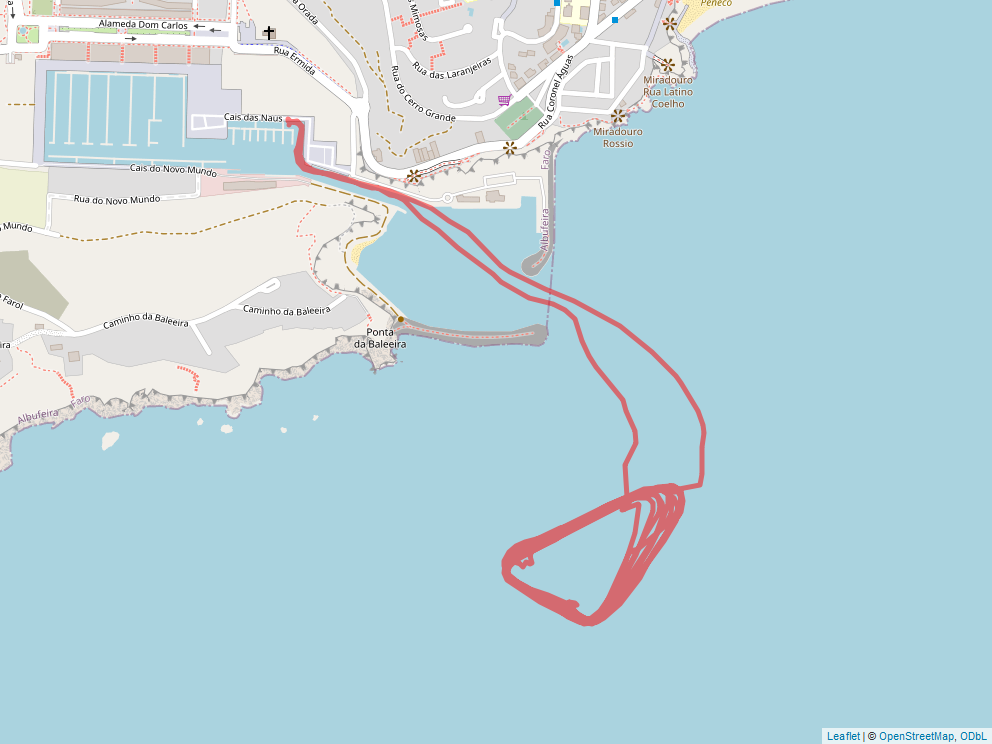 Peneco
a Orada
Mimosas
Alameda Dom Carlos
Rua Ermida
Rua das Laranjeiras
Rua do Cerro Grande
Rua Coronel Águas
Miradouro
Rua Latino
Coelho
Cais das Naus
Miradouro
Rossio
Faro
Albufeira
Cais do Novo Mundo
Rua do Novo Mundo
Mundo
Farol
Caminho da Baleeira
Caminho da Baleeira
Ponta
da Baleeira
ira
Albufeira
Faro
Leaflet | © OpenStreetMap, ODbL